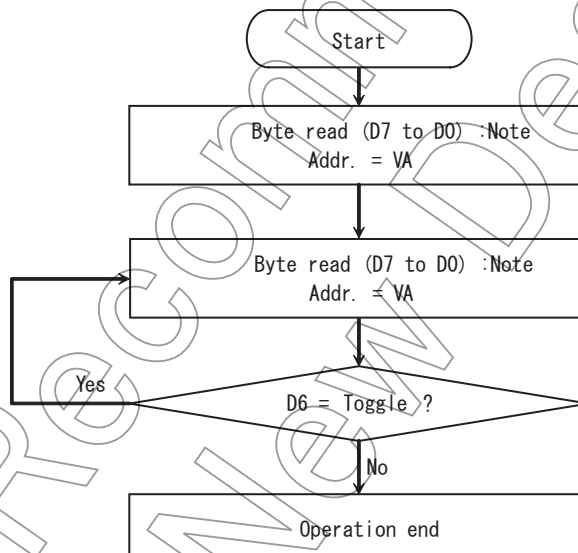 Start
Byte read (D7 to D0) :Note
Addr. = VA
Byte read (D7 to D0) :Note
Addr. = VA
Yes
D6 = Toggle ?
No
Operation end